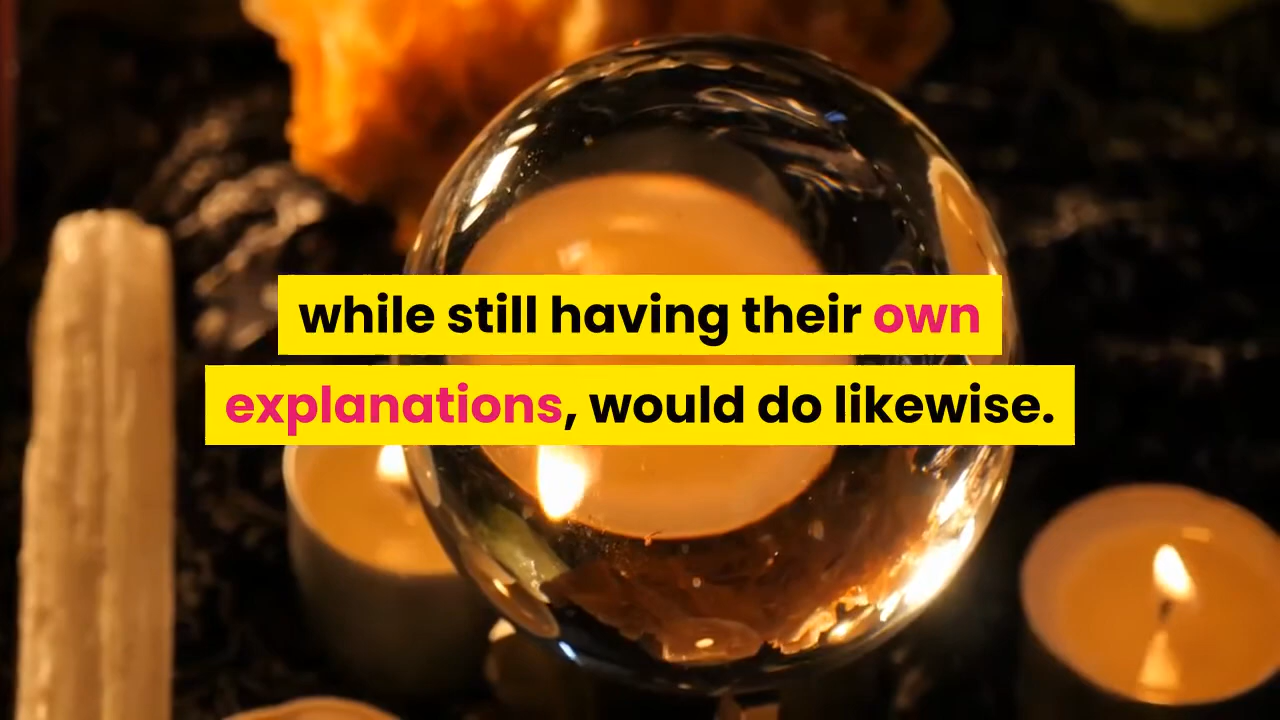 while still having their own
explanations, would do likewise.